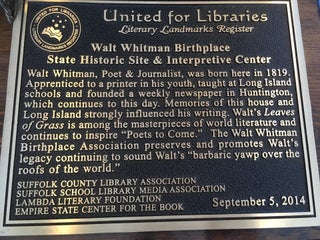 United for Libraries
Literary Landmarks Register
Walt Whitman Birthplace
State Historic Site & Interpretive Center
Walt Whitman, Poet & Journalist, was born here in 1819.
Apprenticed to a printer in his youth, taught at Long Island
schools and founded a weekly newspaper in Huntington,
which continues to this day. Memories of this house and
Long Island strongly influenced his writing. Walt's Leaves
of Grass is among the masterpieces of world literature and
continues to inspire "Poets to Come." The Walt Whitman
Birthplace Association preserves and promotes Walt's
legacy continuing to sound Walt's "barbaric yawp over the
roofs of the world."
SUFFOLK COUNTY LIBRARY ASSOCIATION
SUFFOLK SCHOOL LIBRARY MEDIA ASSOCIATION
LAMBDA LITERARY FOUNDATION
EMPIRE STATE CENTER FOR THE BOOK
September 5, 2014